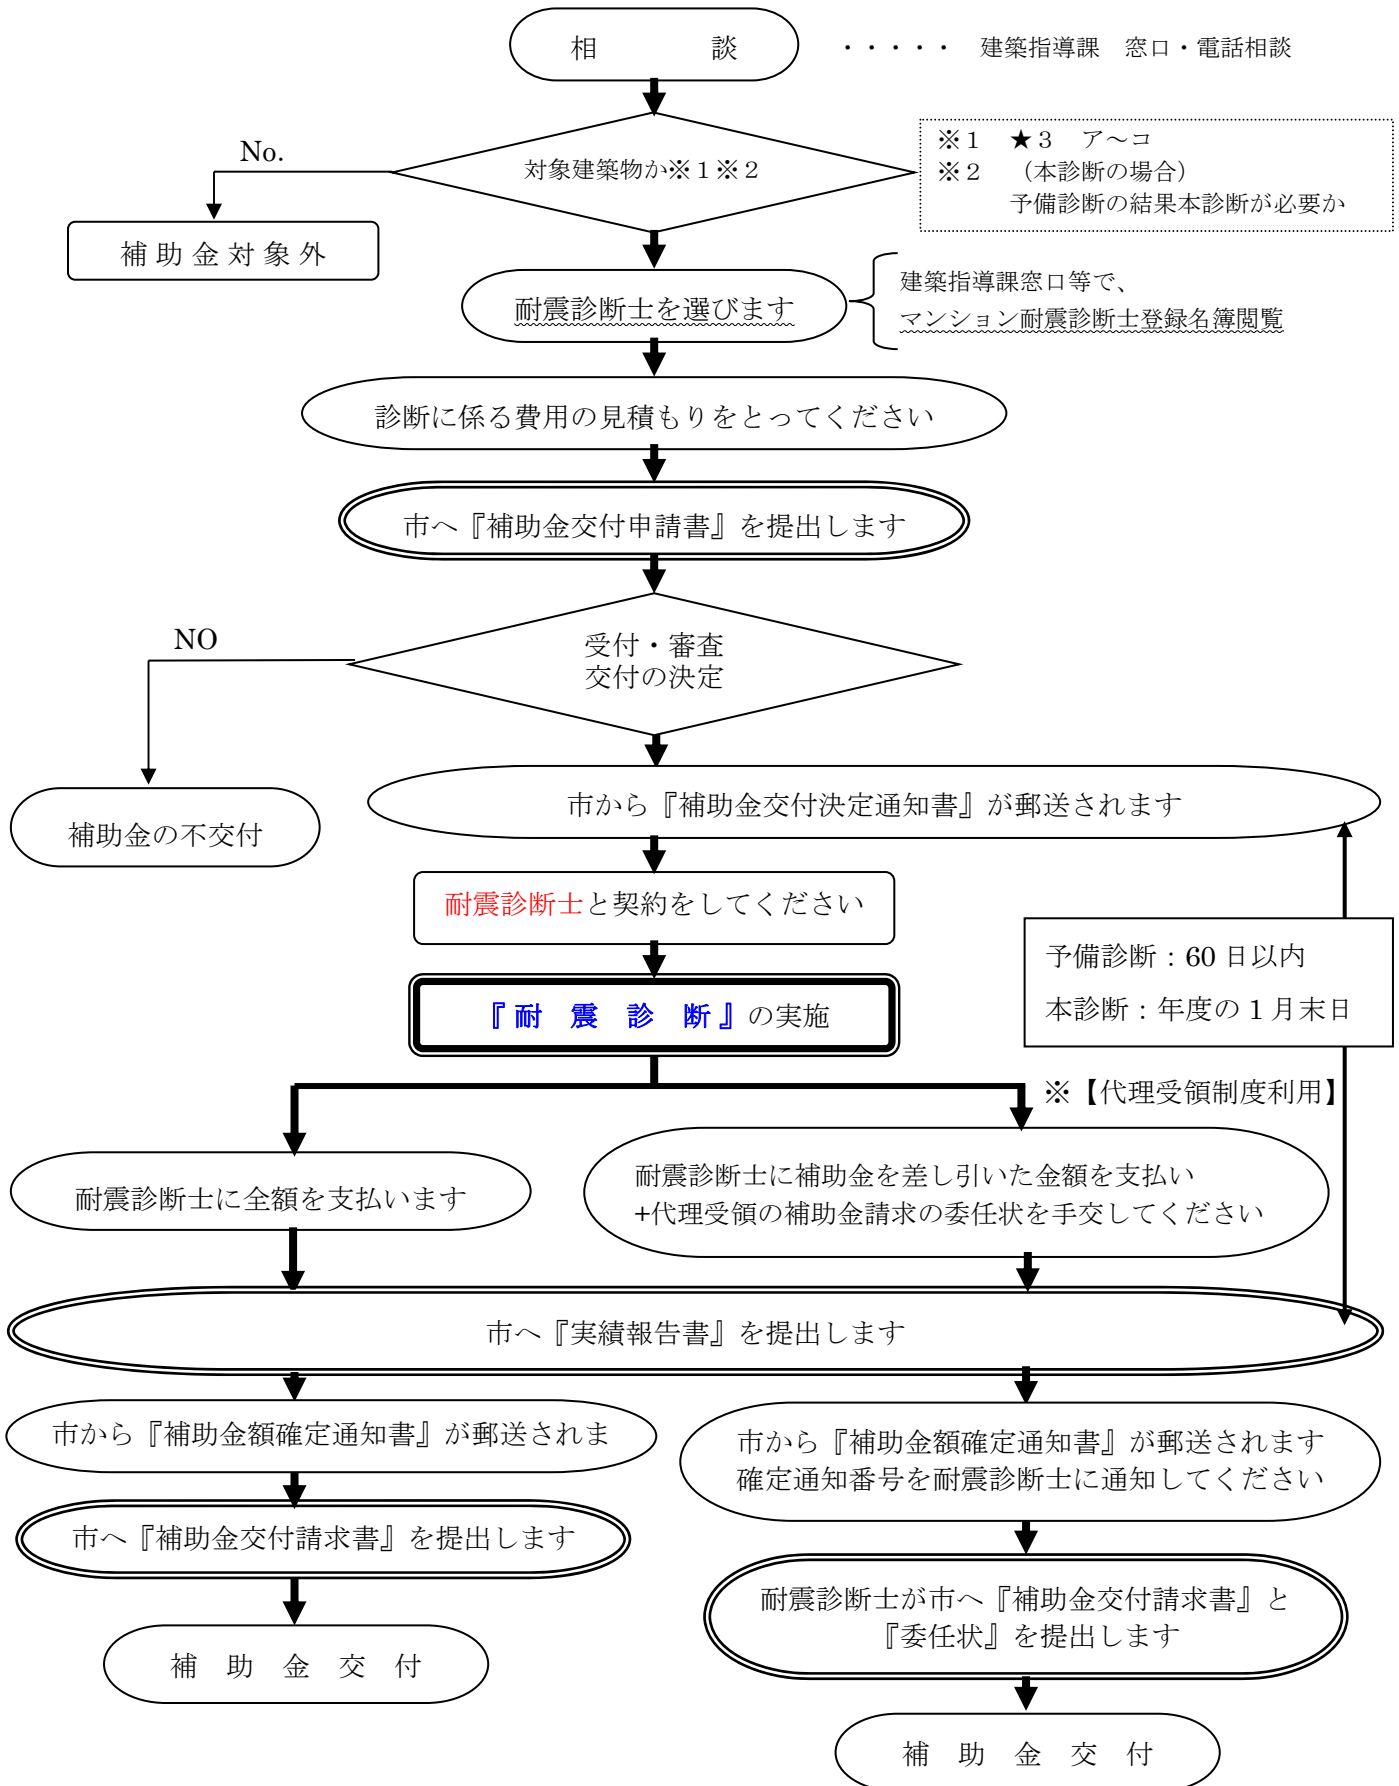 相　　　　談
・・・・・　建築指導課　窓口・電話相談
※１　★３　ア～コ
※２　（本診断の場合）
予備診断の結果本診断が必要か
対象建築物か※１※２
No.
補助金対象外
耐震診断士を選びます
建築指導課窓口等で、
マンション耐震診断士登録名簿閲覧
診断に係る費用の見積もりをとってください
市へ『補助金交付申請書』を提出します
受付・審査
交付の決定
NO
補助金の不交付
市から『補助金交付決定通知書』が郵送されます
耐震診断士と契約をしてください
予備診断：60日以内
本診断：年度の1月末日
『耐　震　診　断』の実施
※【代理受領制度利用】
耐震診断士に全額を支払います
耐震診断士に補助金を差し引いた金額を支払い
+代理受領の補助金請求の委任状を手交してください
市へ『実績報告書』を提出します
市から『補助金額確定通知書』が郵送されま
市から『補助金額確定通知書』が郵送されます
確定通知番号を耐震診断士に通知してください
市へ『補助金交付請求書』を提出します
耐震診断士が市へ『補助金交付請求書』と
『委任状』を提出します
補　助　金　交　付
補　助　金　交　付